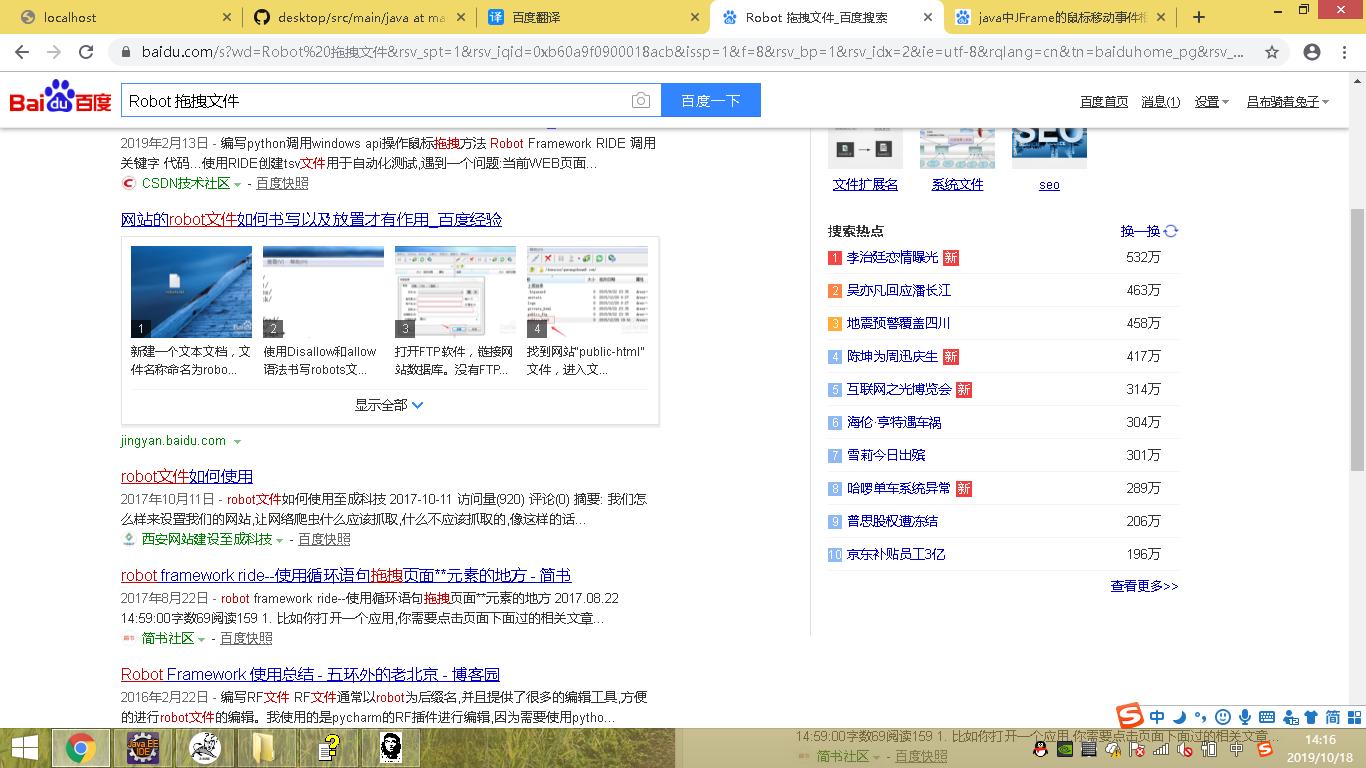 localhost
desktop/src/main/java at ma
译 百度翻译
Robot 拖拽文件_百度搜索
java中JFrame的鼠标移动事件和
baidu.com/s?wd=Robot%20拖拽文件&rsv_spt=1&rsv_iqid=0xb60a9f0900018acb&issp=1&f=8&rsv_bp=1&rsv_idx=2&ie=utf-8&rqlang=cn&tn=baiduhome_pg&rsv_...
Bai du 百度
Robot 拖拽文件
百度一下
百度首页 消息(1) 设置 吕布骑着兔子
2019年2月13日 - 编写python调用windows api操作鼠标拖拽方法 Robot Framework RIDE 调用
关键字 代码...使用RIDE创建tsv文件用于自动化测试,遇到一个问题:当前WEB页面...
CSDN技术社区 - 百度快照
网站的robot文件如何书写以及放置才有作用_百度经验
1
2
3
4
新建一个文本文档，文
件名称命名为robo...
使用Disallow和allow
语法书写robots文...
打开FTP软件，链接网
站数据库。没有FTP...
找到网站"public-html"
文件，进入文...
显示全部
jingyan.baidu.com
robot文件如何使用
2017年10月11日 - robot文件如何使用至成科技 2017-10-11 访问量(920) 评论(0) 摘要: 我们怎
么样来设置我们的网站,让网络爬虫什么应该抓取,什么不应该抓取的,像这样的话...
西安网站建设至成科技 - 百度快照
robot framework ride--使用循环语句拖拽页面**元素的地方 - 简书
2017年8月22日 - robot framework ride--使用循环语句拖拽页面**元素的地方 2017.08.22
14:59:00字数69阅读159 1. 比如你打开一个应用,你需要点击页面下面过的相关文章...
简书社区 - 百度快照
Robot Framework 使用总结 - 五环外的老北京 - 博客园
2016年2月22日 - 编写RF文件 RF文件通常以robot为后缀名,并且提供了很多的编辑工具,方便
的进行robot文件的编辑。我使用的是pycharm的RF插件进行编辑,因为需要使用pytho...
SEO
文件扩展名 系统文件 seo
搜索热点 换一换
1 李治廷恋情曝光 新 532万
2 吴亦凡回应潘长江 463万
3 地震预警覆盖四川 458万
4 陈坤为周迅庆生 新 417万
5 互联网之光博览会 新 314万
6 海伦·亨特遇车祸 304万
7 雪莉今日出殡 301万
8 哈啰单车系统异常 新 289万
9 普思股权遭冻结 206万
10 京东补贴员工3亿 196万
查看更多>>
中 简
Java EE
IDE
14:59:00字数69阅读159 1. 比如你打开一个应用,你需要点击页面下面过的相关文章...
简书社区 - 百度快照
中
14:16
2019/10/18